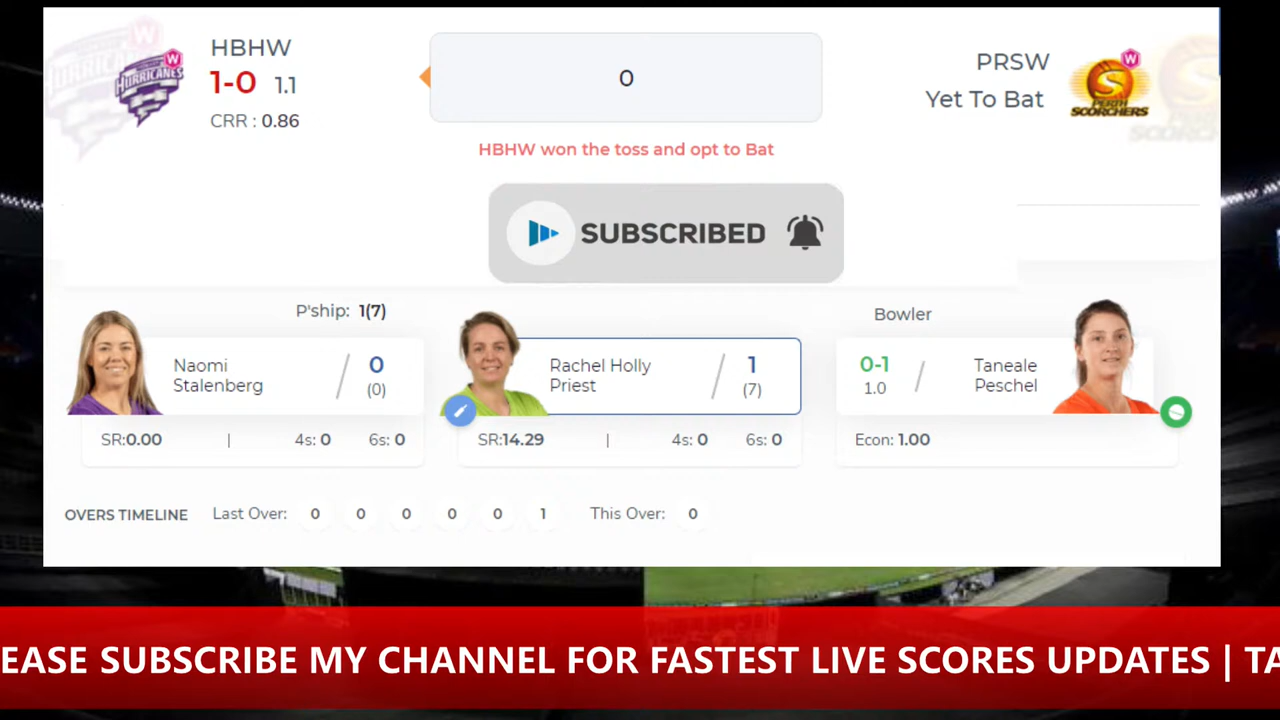 HBHW
1-0 1.1
CRR : 0.86
HURRICANES
W
0
HBHW won the toss and opt to Bat
PRSW
Yet To Bat
W
PERTH
SCORCHERS
SUBSCRIBED
P'ship: 1(7)
Bowler
Naomi
Stalenberg
0
(0)
Rachel Holly
Priest
1
(7)
0-1
1.0
Taneale
Peschel
SR:0.00 | 4s: 0 6s: 0
SR:14.29 | 4s: 0 6s: 0
Econ: 1.00
OVERS TIMELINE Last Over: 0 0 0 0 0 1 This Over: 0
EASE SUBSCRIBE MY CHANNEL FOR FASTEST LIVE SCORES UPDATES | TA